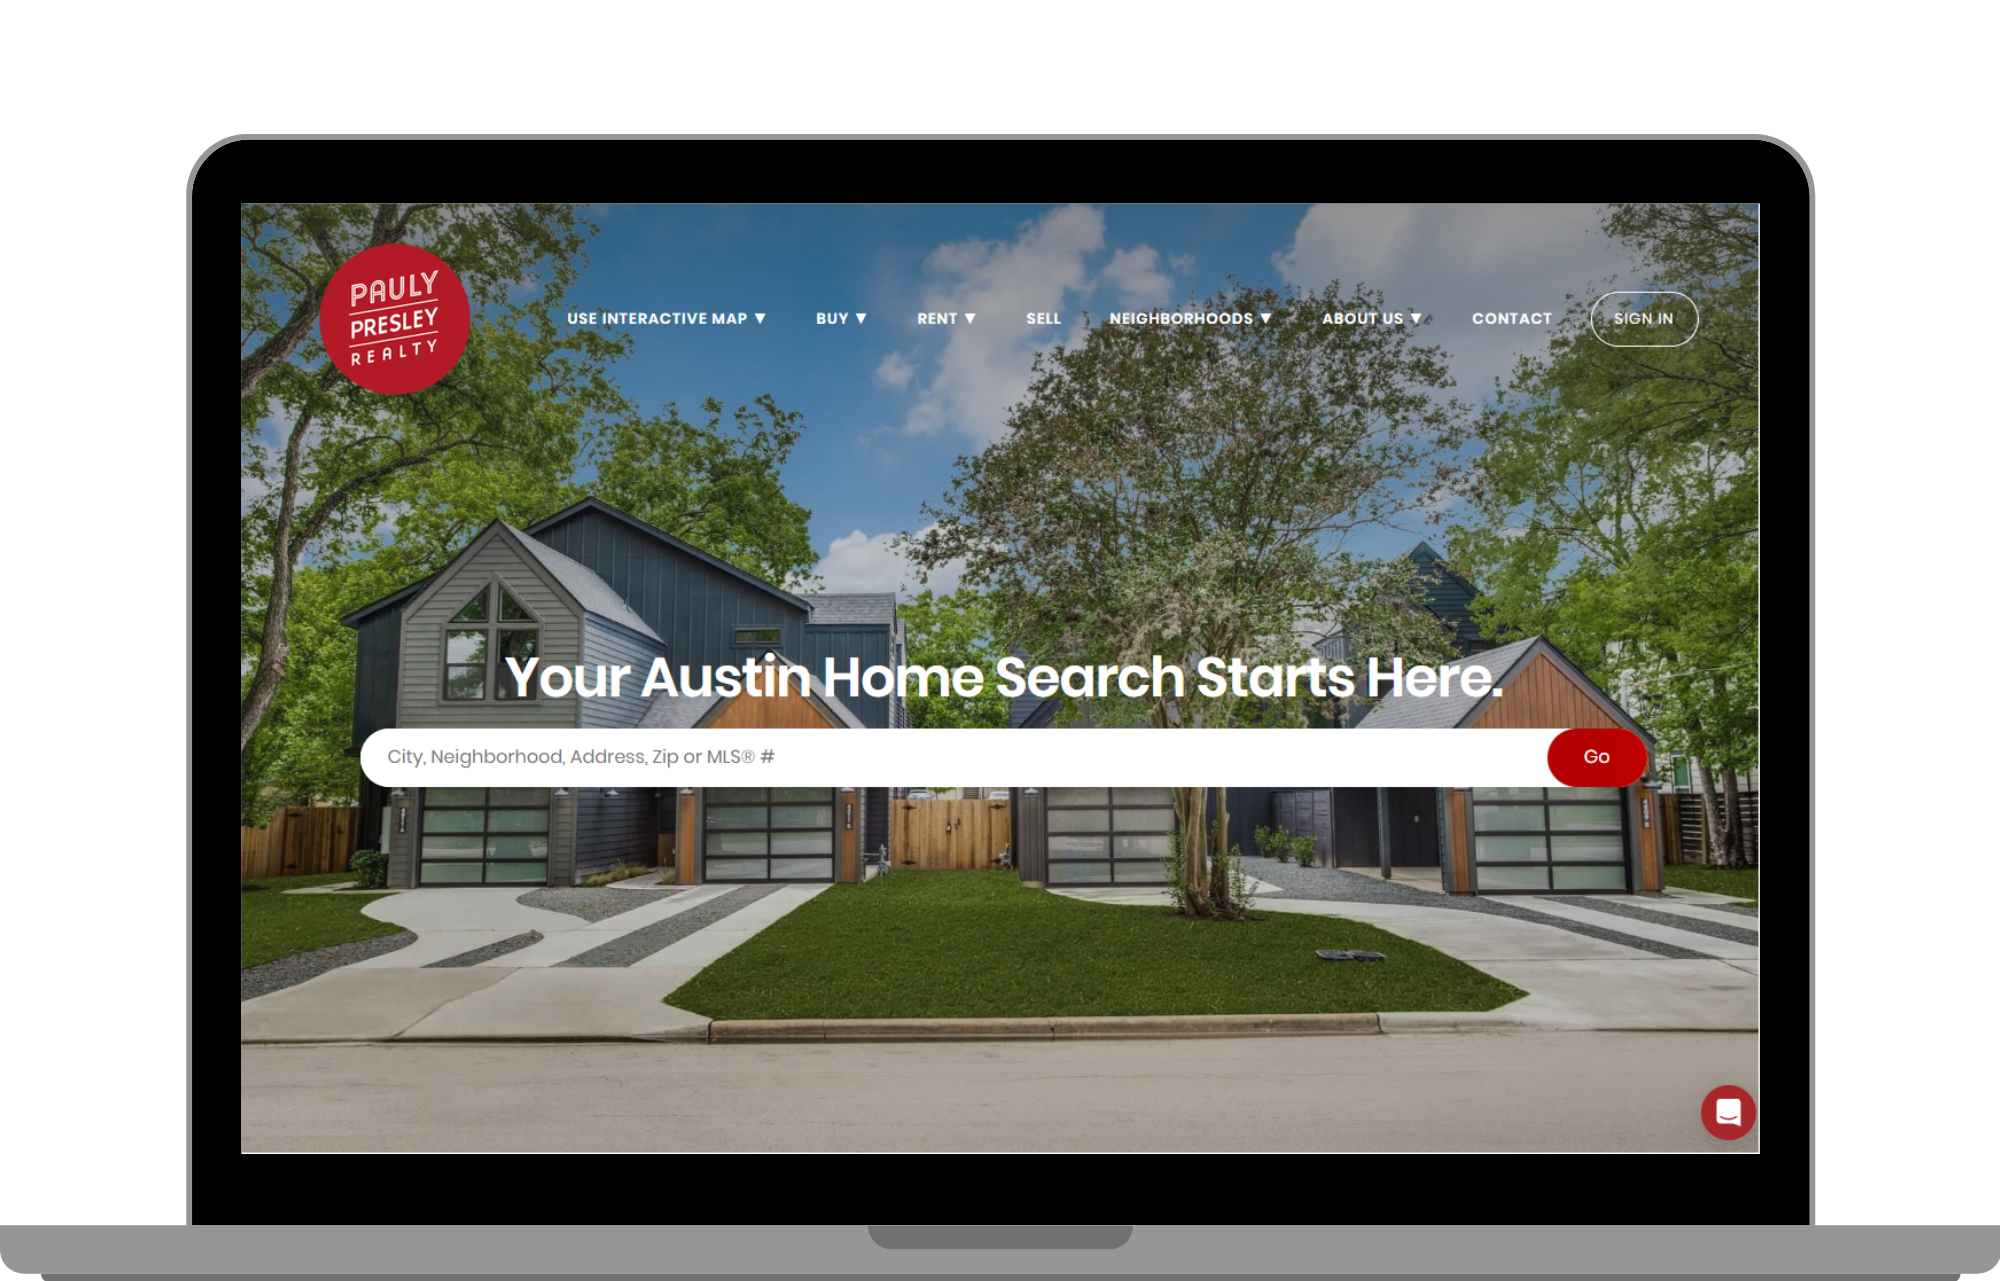 PAULY
PRESLEY
REALTY
USE INTERACTIVE MAP ▼ BUY ▼ RENT ▼ SELL NEIGHBORHOODS ▼ ABOUT US ▼ CONTACT SIGN IN
Your Austin Home Search Starts Here.
City, Neighborhood, Address, Zip or MLS® # Go